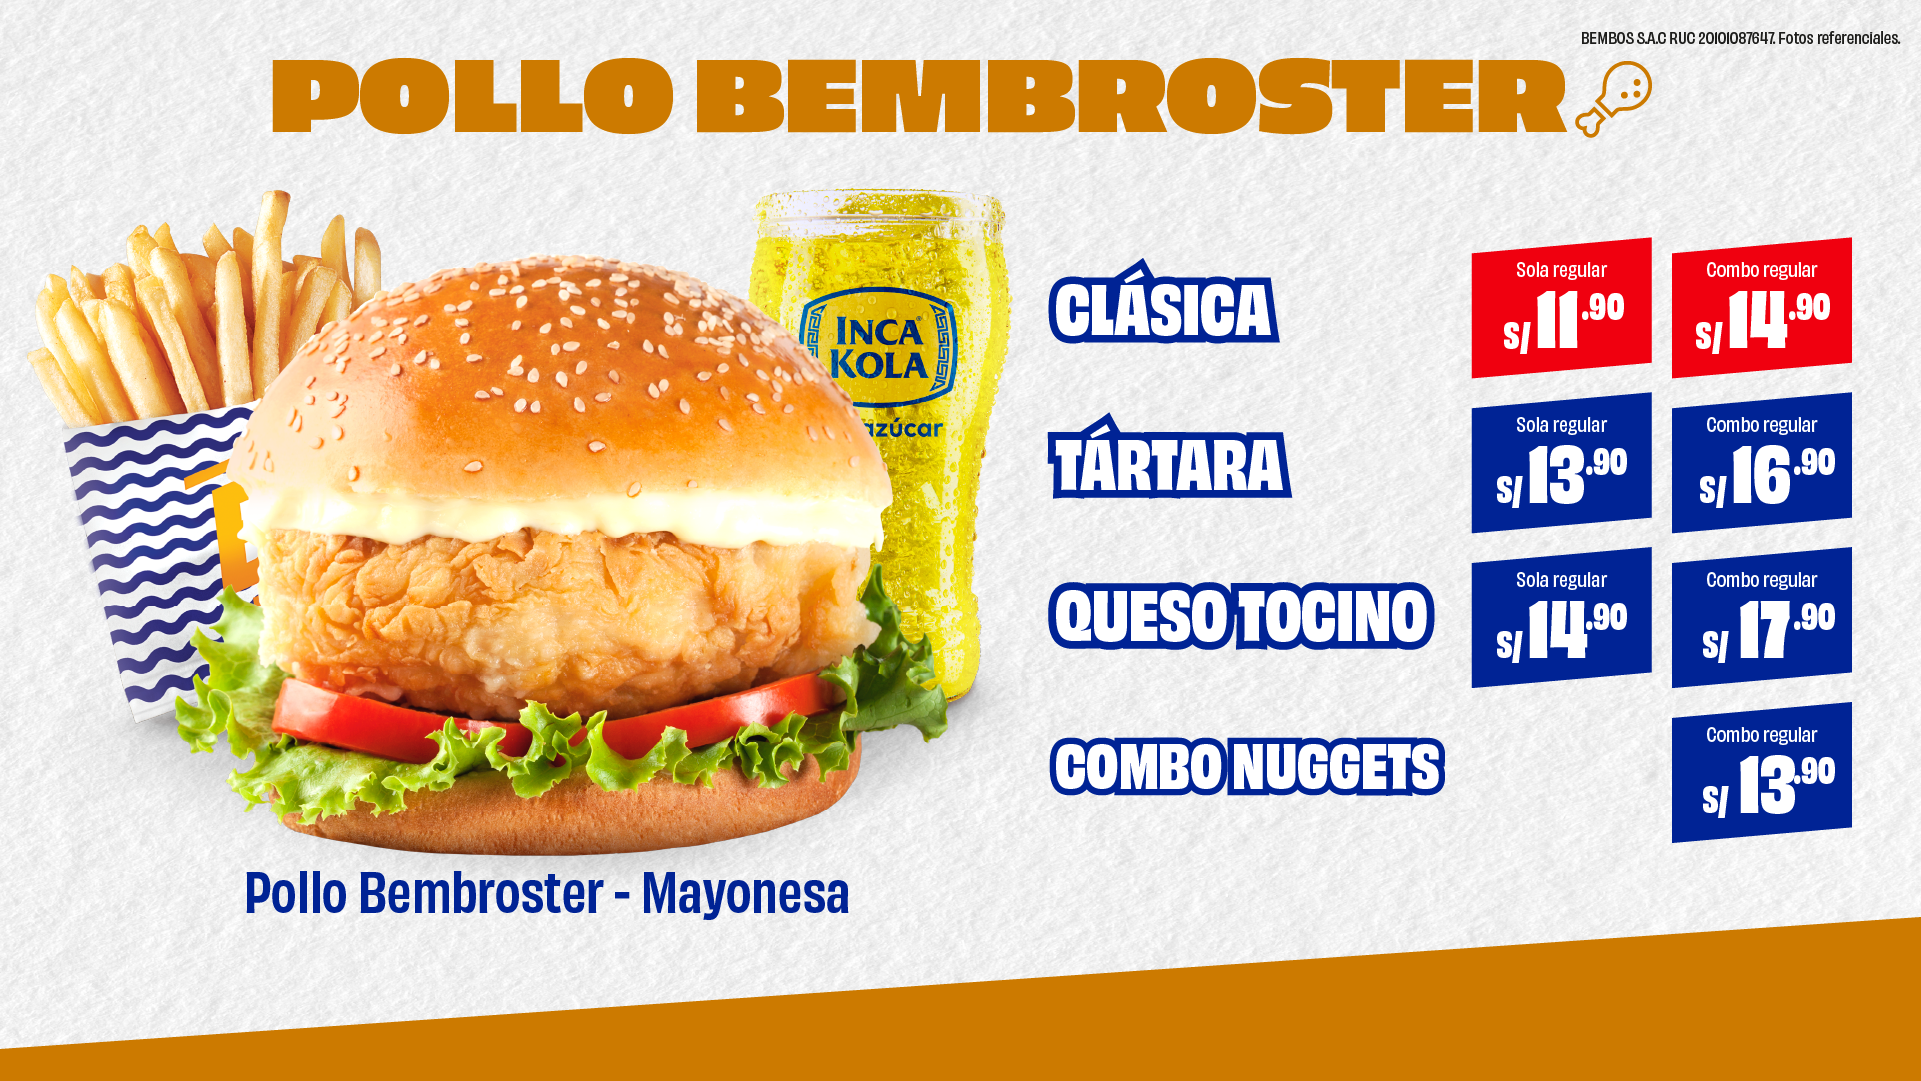 BEMBOS S.A.C RUC 20101087647. Fotos referenciales.
POLLO BEMBROSTER
INCA
KOLA
azúcar
CLÁSICA
Sola regular
S/ 11.90
Combo regular
S/ 14.90
TÁRTARA
Sola regular
S/ 13.90
Combo regular
S/ 16.90
QUESO TOCINO
Sola regular
S/ 14.90
Combo regular
S/ 17.90
COMBO NUGGETS
Combo regular
S/ 13.90
Pollo Bembroster - Mayonesa